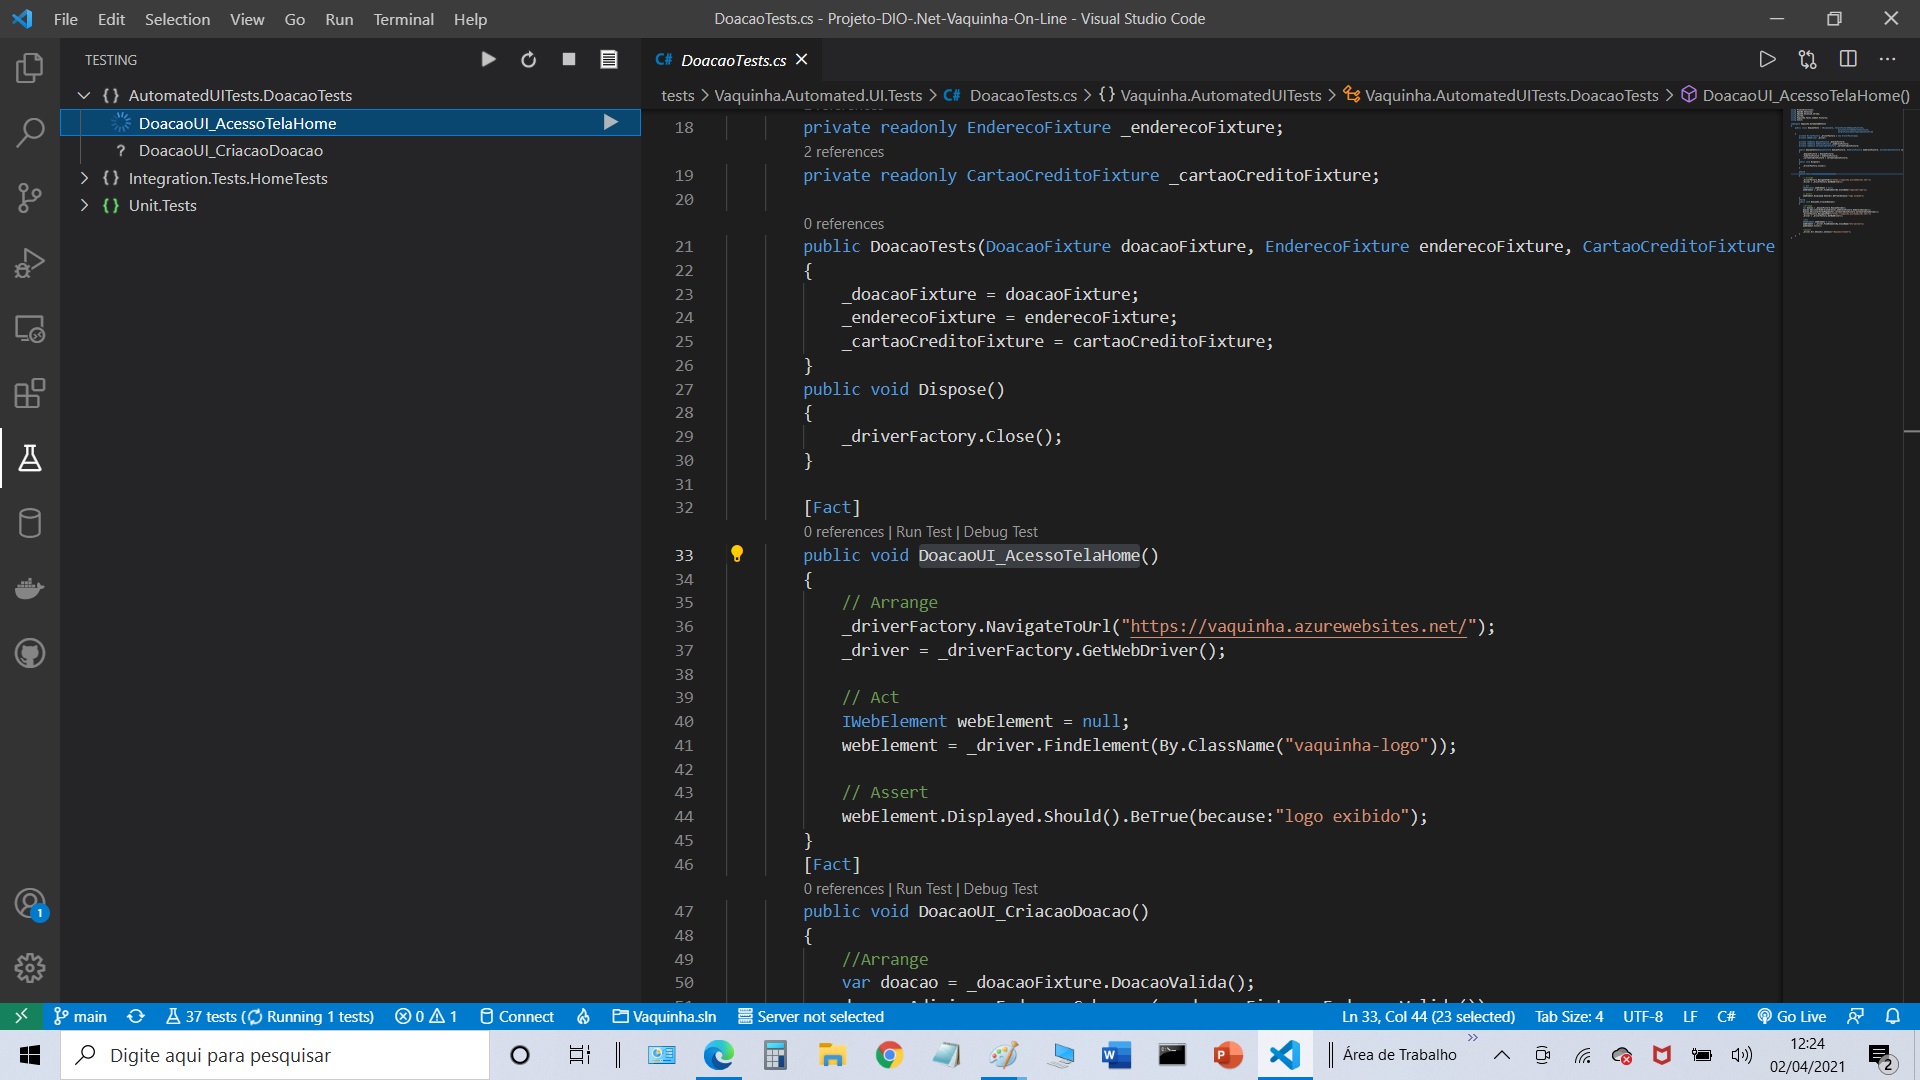 File Edit Selection View Go Run Terminal Help
DoacaoTests.cs - Projeto-DIO-.Net-Vaquinha-On-Line - Visual Studio Code
TESTING
{} AutomatedUITests.DoacaoTests
DoacaoUI_AcessoTelaHome
? DoacaoUI_CriacaoDoacao
{} Integration.Tests.HomeTests
{} Unit.Tests
C# DoacaoTests.cs
tests > Vaquinha.Automated.UI.Tests > C# DoacaoTests.cs > {} Vaquinha.AutomatedUITests > Vaquinha.AutomatedUITests.DoacaoTests > DoacaoUI_AcessoTelaHome()
18 private readonly EnderecoFixture _enderecoFixture;
2 references
19 private readonly CartaoCreditoFixture _cartaoCreditoFixture;
20
0 references
21 public DoacaoTests(DoacaoFixture doacaoFixture, EnderecoFixture enderecoFixture, CartaoCreditoFixture
22 {
23 _doacaoFixture = doacaoFixture;
24 _enderecoFixture = enderecoFixture;
25 _cartaoCreditoFixture = cartaoCreditoFixture;
26 }
27 public void Dispose()
28 {
29 _driverFactory.Close();
30 }
31
32 [Fact]
0 references | Run Test | Debug Test
33 public void DoacaoUI_AcessoTelaHome()
34 {
35 // Arrange
36 _driverFactory.NavigateToUrl("https://vaquinha.azurewebsites.net/");
37 _driver = _driverFactory.GetWebDriver();
38
39 // Act
40 IWebElement webElement = null;
41 webElement = _driver.FindElement(By.ClassName("vaquinha-logo"));
42
43 // Assert
44 webElement.Displayed.Should().BeTrue(because:"logo exibido");
45 }
46 [Fact]
0 references | Run Test | Debug Test
47 public void DoacaoUI_CriacaoDoacao()
48 {
49 //Arrange
50 var doacao = _doacaoFixture.DoacaoValida();
1
main 37 tests (Running 1 tests) 0 1 Connect Vaquinha.sln Server not selected
Ln 33, Col 44 (23 selected) Tab Size: 4 UTF-8 LF C# Go Live
Digite aqui para pesquisar
Área de Trabalho
12:24
02/04/2021
2